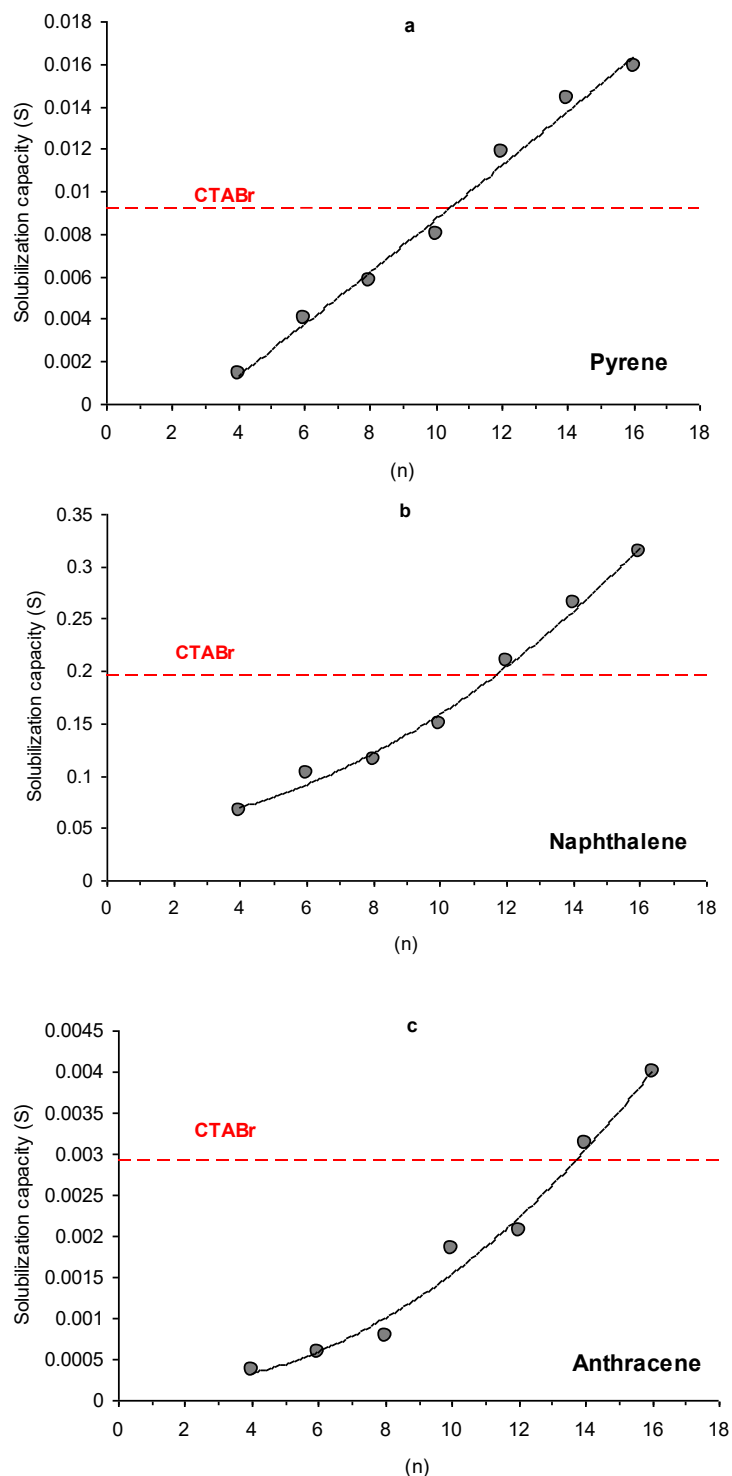 a
Solubilization capacity (S)
0.018
0.016
0.014
0.012
0.01
0.008
0.006
0.004
0.002
0
CTABr
Pyrene
0 2 4 6 8 10 12 14 16 18
(n)
b
Solubilization capacity (S)
0.35
0.3
0.25
0.2
0.15
0.1
0.05
0
CTABr
Naphthalene
0 2 4 6 8 10 12 14 16 18
(n)
c
Solubilization capacity (S)
0.0045
0.004
0.0035
0.003
0.0025
0.002
0.0015
0.001
0.0005
0
CTABr
Anthracene
0 2 4 6 8 10 12 14 16 18
(n)